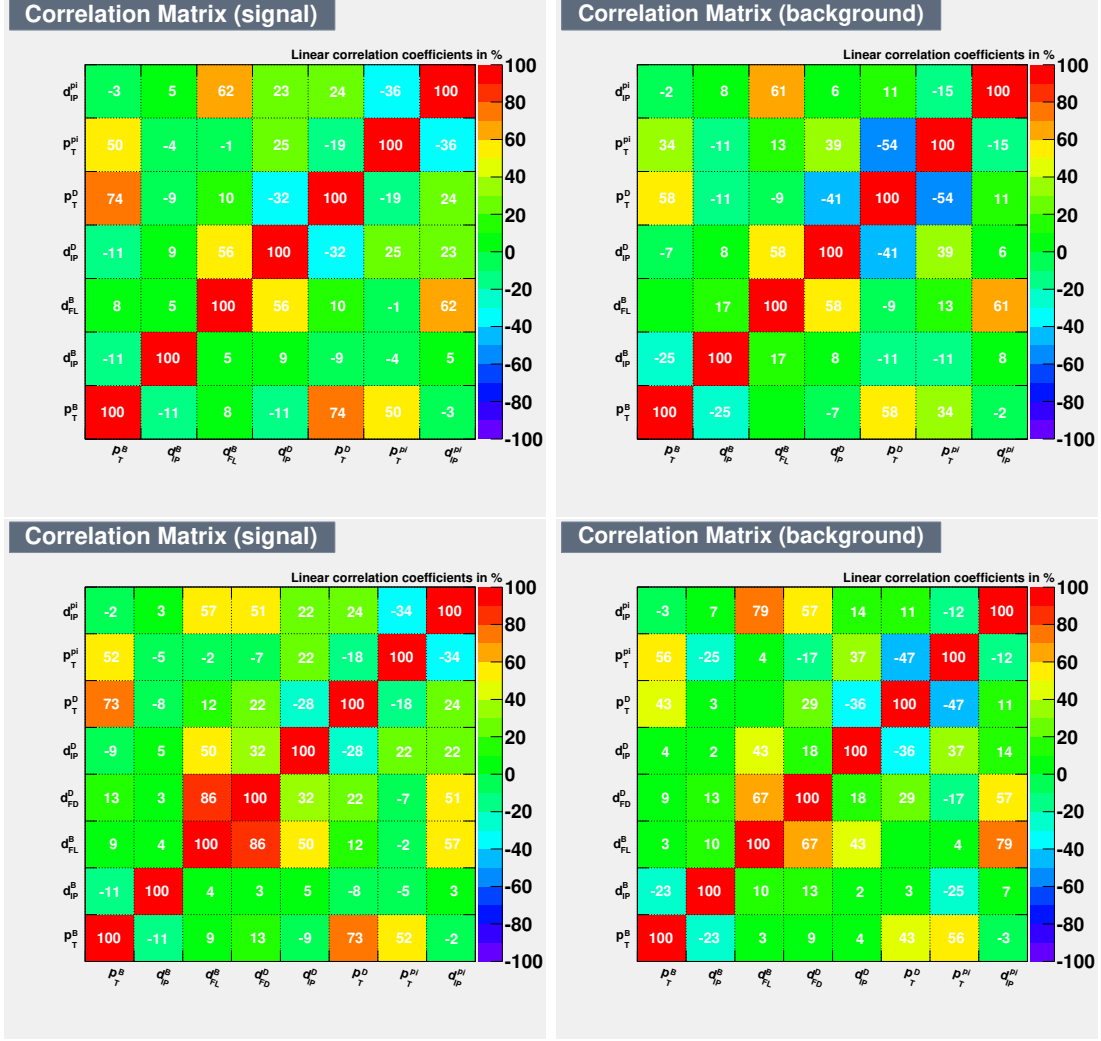 Correlation Matrix (signal)
Linear correlation coefficients in %
d_IP^pi -3 5 62 23 24 -36 100
p_T^pi 50 -4 -1 25 -19 100 -36
p_T^D 74 -9 10 -32 100 -19 24
d_IP^D -11 9 56 100 -32 25 23
d_FL^B 8 5 100 56 10 -1 62
d_IP^B -11 100 5 9 -9 -4 5
p_T^B 100 -11 8 -11 74 50 -3
p_T^B d_IP^B d_FL^B d_IP^D p_T^D p_T^pi d_IP^pi
100
80
60
40
20
0
-20
-40
-60
-80
-100
Correlation Matrix (background)
Linear correlation coefficients in %
d_IP^pi -2 8 61 6 11 -15 100
p_T^pi 34 -11 13 39 -54 100 -15
p_T^D 58 -11 -9 -41 100 -54 11
d_IP^D -7 8 58 100 -41 39 6
d_FL^B 17 100 58 -9 13 61
d_IP^B -25 100 17 8 -11 -11 8
p_T^B 100 -25 -7 58 34 -2
p_T^B d_IP^B d_FL^B d_IP^D p_T^D p_T^pi d_IP^pi
100
80
60
40
20
0
-20
-40
-60
-80
-100
Correlation Matrix (signal)
Linear correlation coefficients in %
d_IP^pi -2 3 57 51 22 24 -34 100
p_T^pi 52 -5 -2 -7 22 -18 100 -34
p_T^D 73 -8 12 22 -28 100 -18 24
d_IP^D -9 5 50 32 100 -28 22 22
d_FD^D 13 3 86 100 32 22 -7 51
d_FL^B 9 4 100 86 50 12 -2 57
d_IP^B -11 100 4 3 5 -8 -5 3
p_T^B 100 -11 9 13 -9 73 52 -2
p_T^B d_IP^B d_FL^B d_FD^D d_IP^D p_T^D p_T^pi d_IP^pi
100
80
60
40
20
0
-20
-40
-60
-80
-100
Correlation Matrix (background)
Linear correlation coefficients in %
d_IP^pi -3 7 79 57 14 11 -12 100
p_T^pi 56 -25 4 -17 37 -47 100 -12
p_T^D 43 3 29 -36 100 -47 11
d_IP^D 4 2 43 18 100 -36 37 14
d_FD^D 9 13 67 100 18 29 -17 57
d_FL^B 3 10 100 67 43 4 79
d_IP^B -23 100 10 13 2 3 -25 7
p_T^B 100 -23 3 9 4 43 56 -3
p_T^B d_IP^B d_FL^B d_FD^D d_IP^D p_T^D p_T^pi d_IP^pi
100
80
60
40
20
0
-20
-40
-60
-80
-100